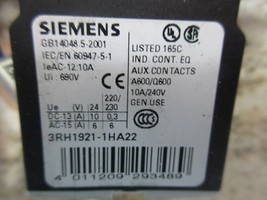 SIEMENS
GB14048.5-2001
IEC/EN 60947-5-1
IeAC-12:10A
Ui : 690V
LISTED 165C
IND. CONT. EQ
AUX. CONTACTS
A600/Q600
10A/240V
GEN.USE
220/
Ue (V) 24 230
DC-13 (A) 10 0,3
AC-15 (A) 6 6
3RH1921-1HA22
4 011209 293489